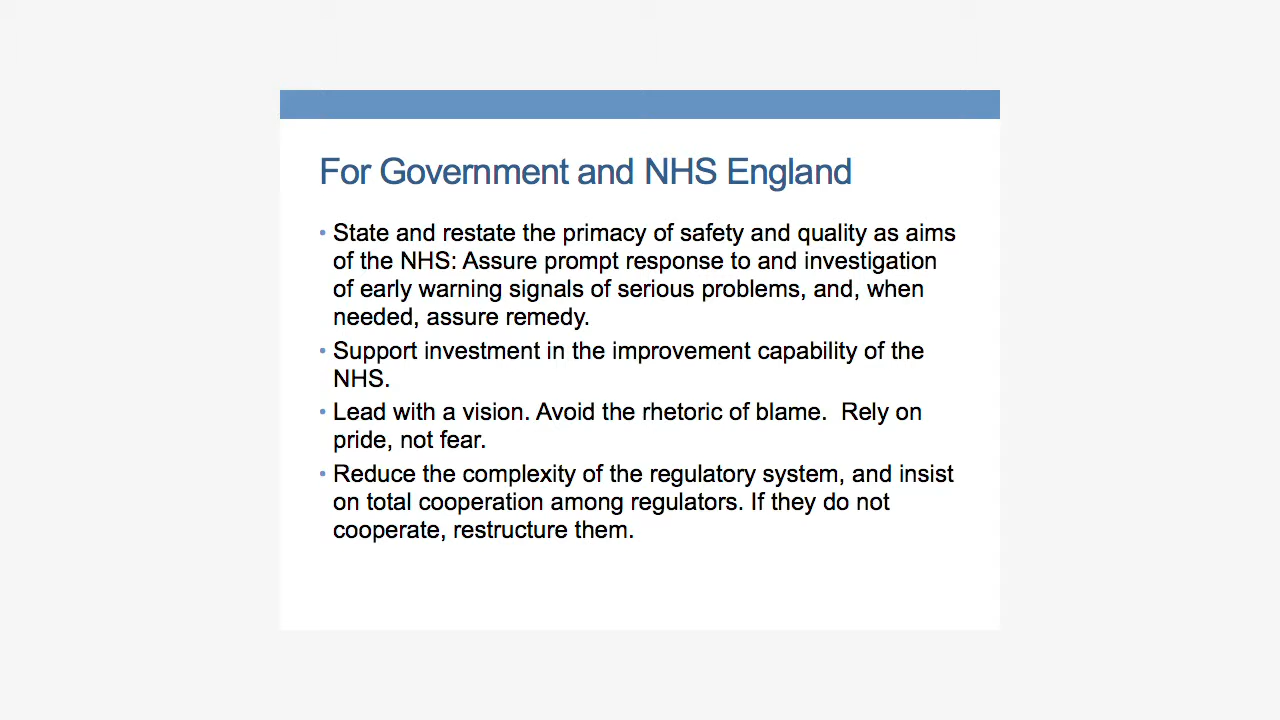 For Government and NHS England
• State and restate the primacy of safety and quality as aims
of the NHS: Assure prompt response to and investigation
of early warning signals of serious problems, and, when
needed, assure remedy.
• Support investment in the improvement capability of the
NHS.
• Lead with a vision. Avoid the rhetoric of blame.  Rely on
pride, not fear.
• Reduce the complexity of the regulatory system, and insist
on total cooperation among regulators. If they do not
cooperate, restructure them.